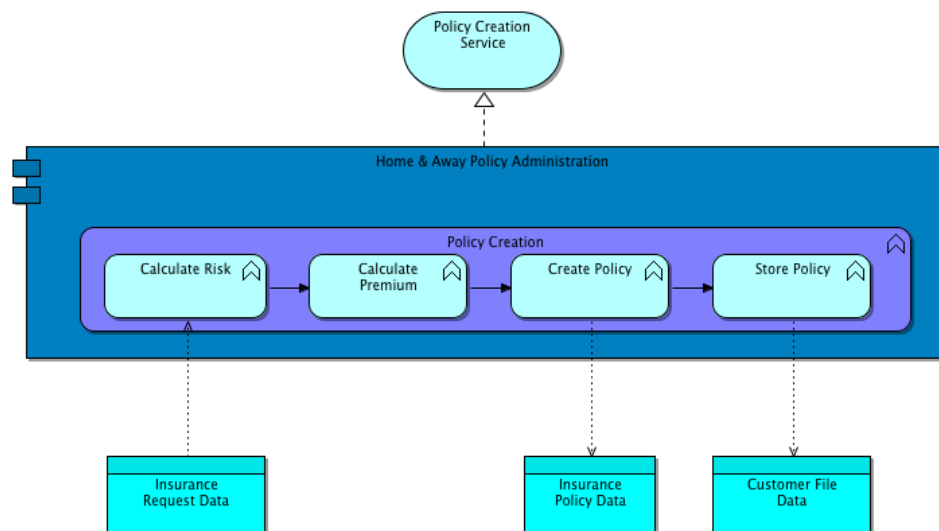 Policy Creation
Service
Home & Away Policy Administration
Policy Creation
Calculate Risk
Calculate
Premium
Create Policy
Store Policy
Insurance
Request Data
Insurance
Policy Data
Customer File
Data